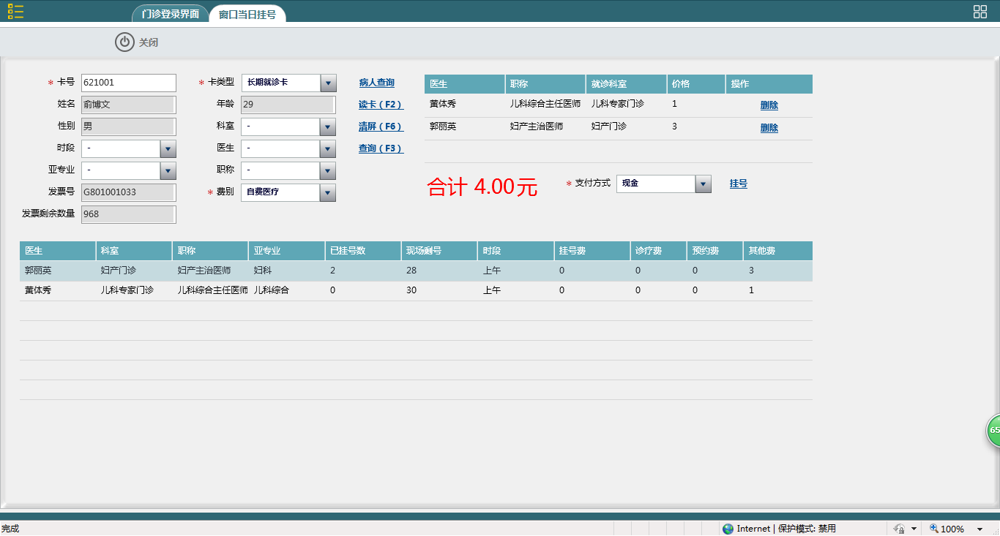 门诊登录界面 窗口当日挂号
关闭
* 卡号 621001 * 卡类型 长期就诊卡 病人查询
姓名 俞博文 年龄 29 读卡（F2）
性别 男 科室 - 清屏（F6）
时段 - 医生 - 查询（F3）
亚专业 - 职称 -
发票号 G801001033 * 费别 自费医疗
发票剩余数量 968
医生 职称 就诊科室 价格 操作
黄体秀 儿科综合主任医师 儿科专家门诊 1 删除
郭丽英 妇产主治医师 妇产门诊 3 删除
合计 4.00元 * 支付方式 现金 挂号
医生 科室 职称 亚专业 已挂号数 现场剩号 时段 挂号费 诊疗费 预约费 其他费
郭丽英 妇产门诊 妇产主治医师 妇科 2 28 上午 0 0 0 3
黄体秀 儿科专家门诊 儿科综合主任医师 儿科综合 0 30 上午 0 0 0 1
65
完成 Internet | 保护模式: 禁用 100%